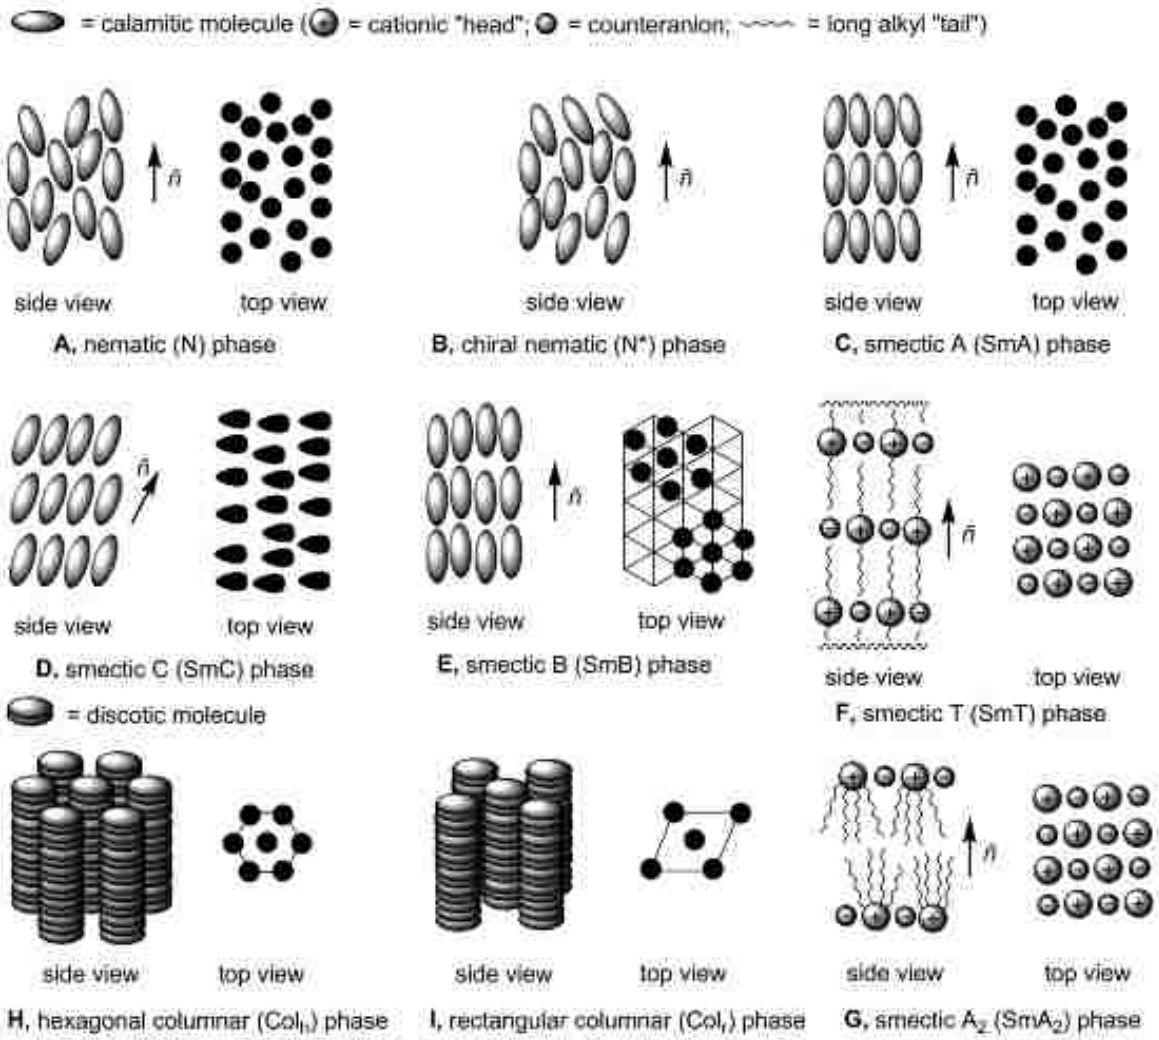 = calamitic molecule ( = cationic "head"; = counteranion; = long alkyl "tail")
n̄
n̄
n̄
side view top view side view side view top view
A, nematic (N) phase B, chiral nematic (N*) phase C, smectic A (SmA) phase
n̄
n̄
n̄
side view top view side view top view
D, smectic C (SmC) phase E, smectic B (SmB) phase
side view top view
= discotic molecule F, smectic T (SmT) phase
n̄
side view top view side view top view side view top view
H, hexagonal columnar (Colₕ) phase I, rectangular columnar (Colᵣ) phase G, smectic A₂ (SmA₂) phase